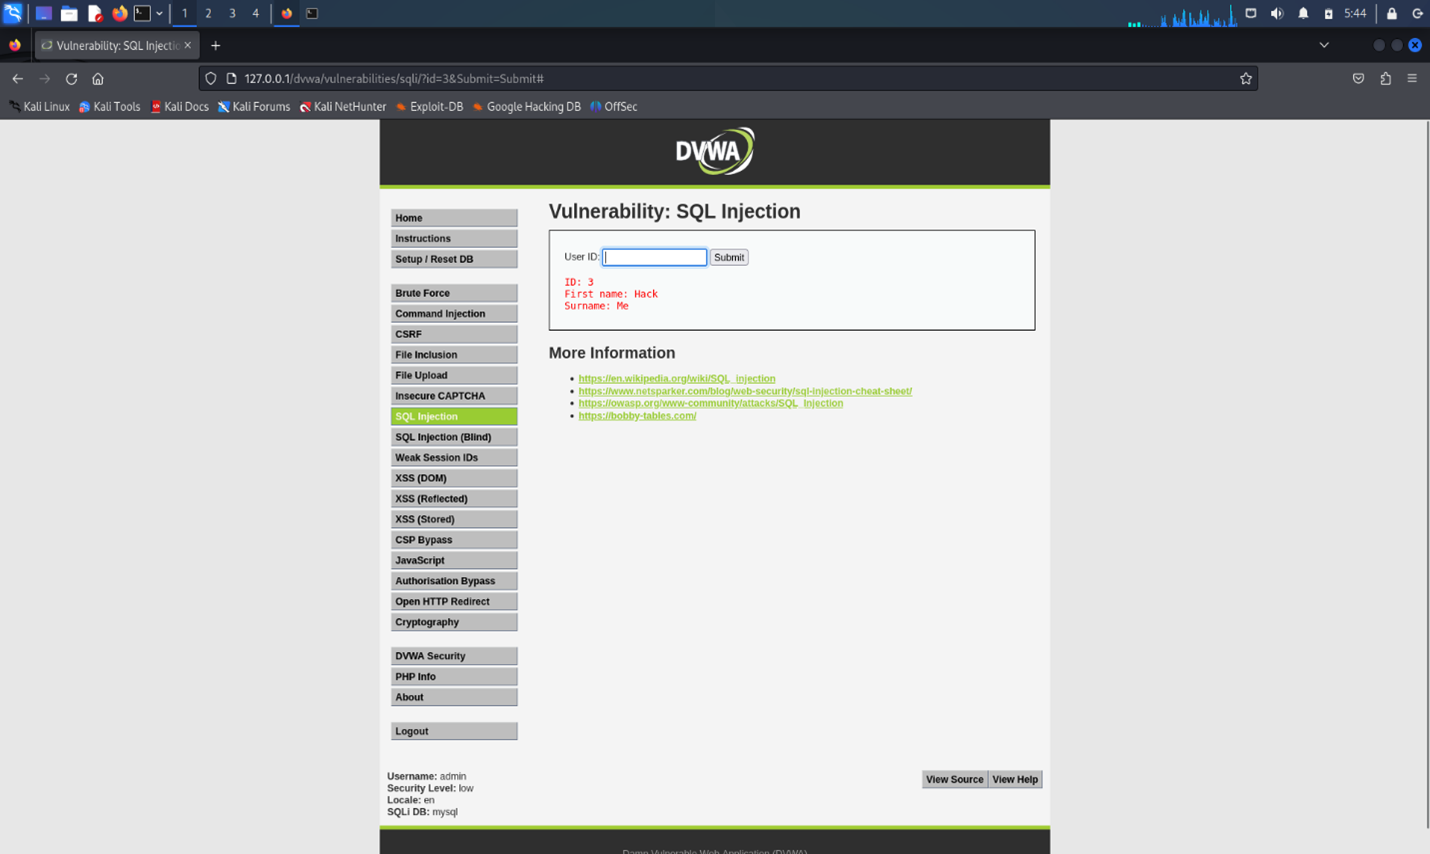 1 2 3 4 5:44
Vulnerability: SQL Injectio
127.0.0.1/dvwa/vulnerabilities/sqli/?id=3&Submit=Submit#
Kali Linux Kali Tools Kali Docs Kali Forums Kali NetHunter Exploit-DB Google Hacking DB OffSec
DVWA
Home
Instructions
Setup / Reset DB
Brute Force
Command Injection
CSRF
File Inclusion
File Upload
Insecure CAPTCHA
SQL Injection
SQL Injection (Blind)
Weak Session IDs
XSS (DOM)
XSS (Reflected)
XSS (Stored)
CSP Bypass
JavaScript
Authorisation Bypass
Open HTTP Redirect
Cryptography
DVWA Security
PHP Info
About
Logout
Vulnerability: SQL Injection
User ID: Submit
ID: 3
First name: Hack
Surname: Me
More Information
https://en.wikipedia.org/wiki/SQL_injection
https://www.netsparker.com/blog/web-security/sql-injection-cheat-sheet/
https://owasp.org/www-community/attacks/SQL_Injection
https://bobby-tables.com/
Username: admin
Security Level: low
Locale: en
SQLi DB: mysql
View Source View Help
Damn Vulnerable Web Application (DVWA)